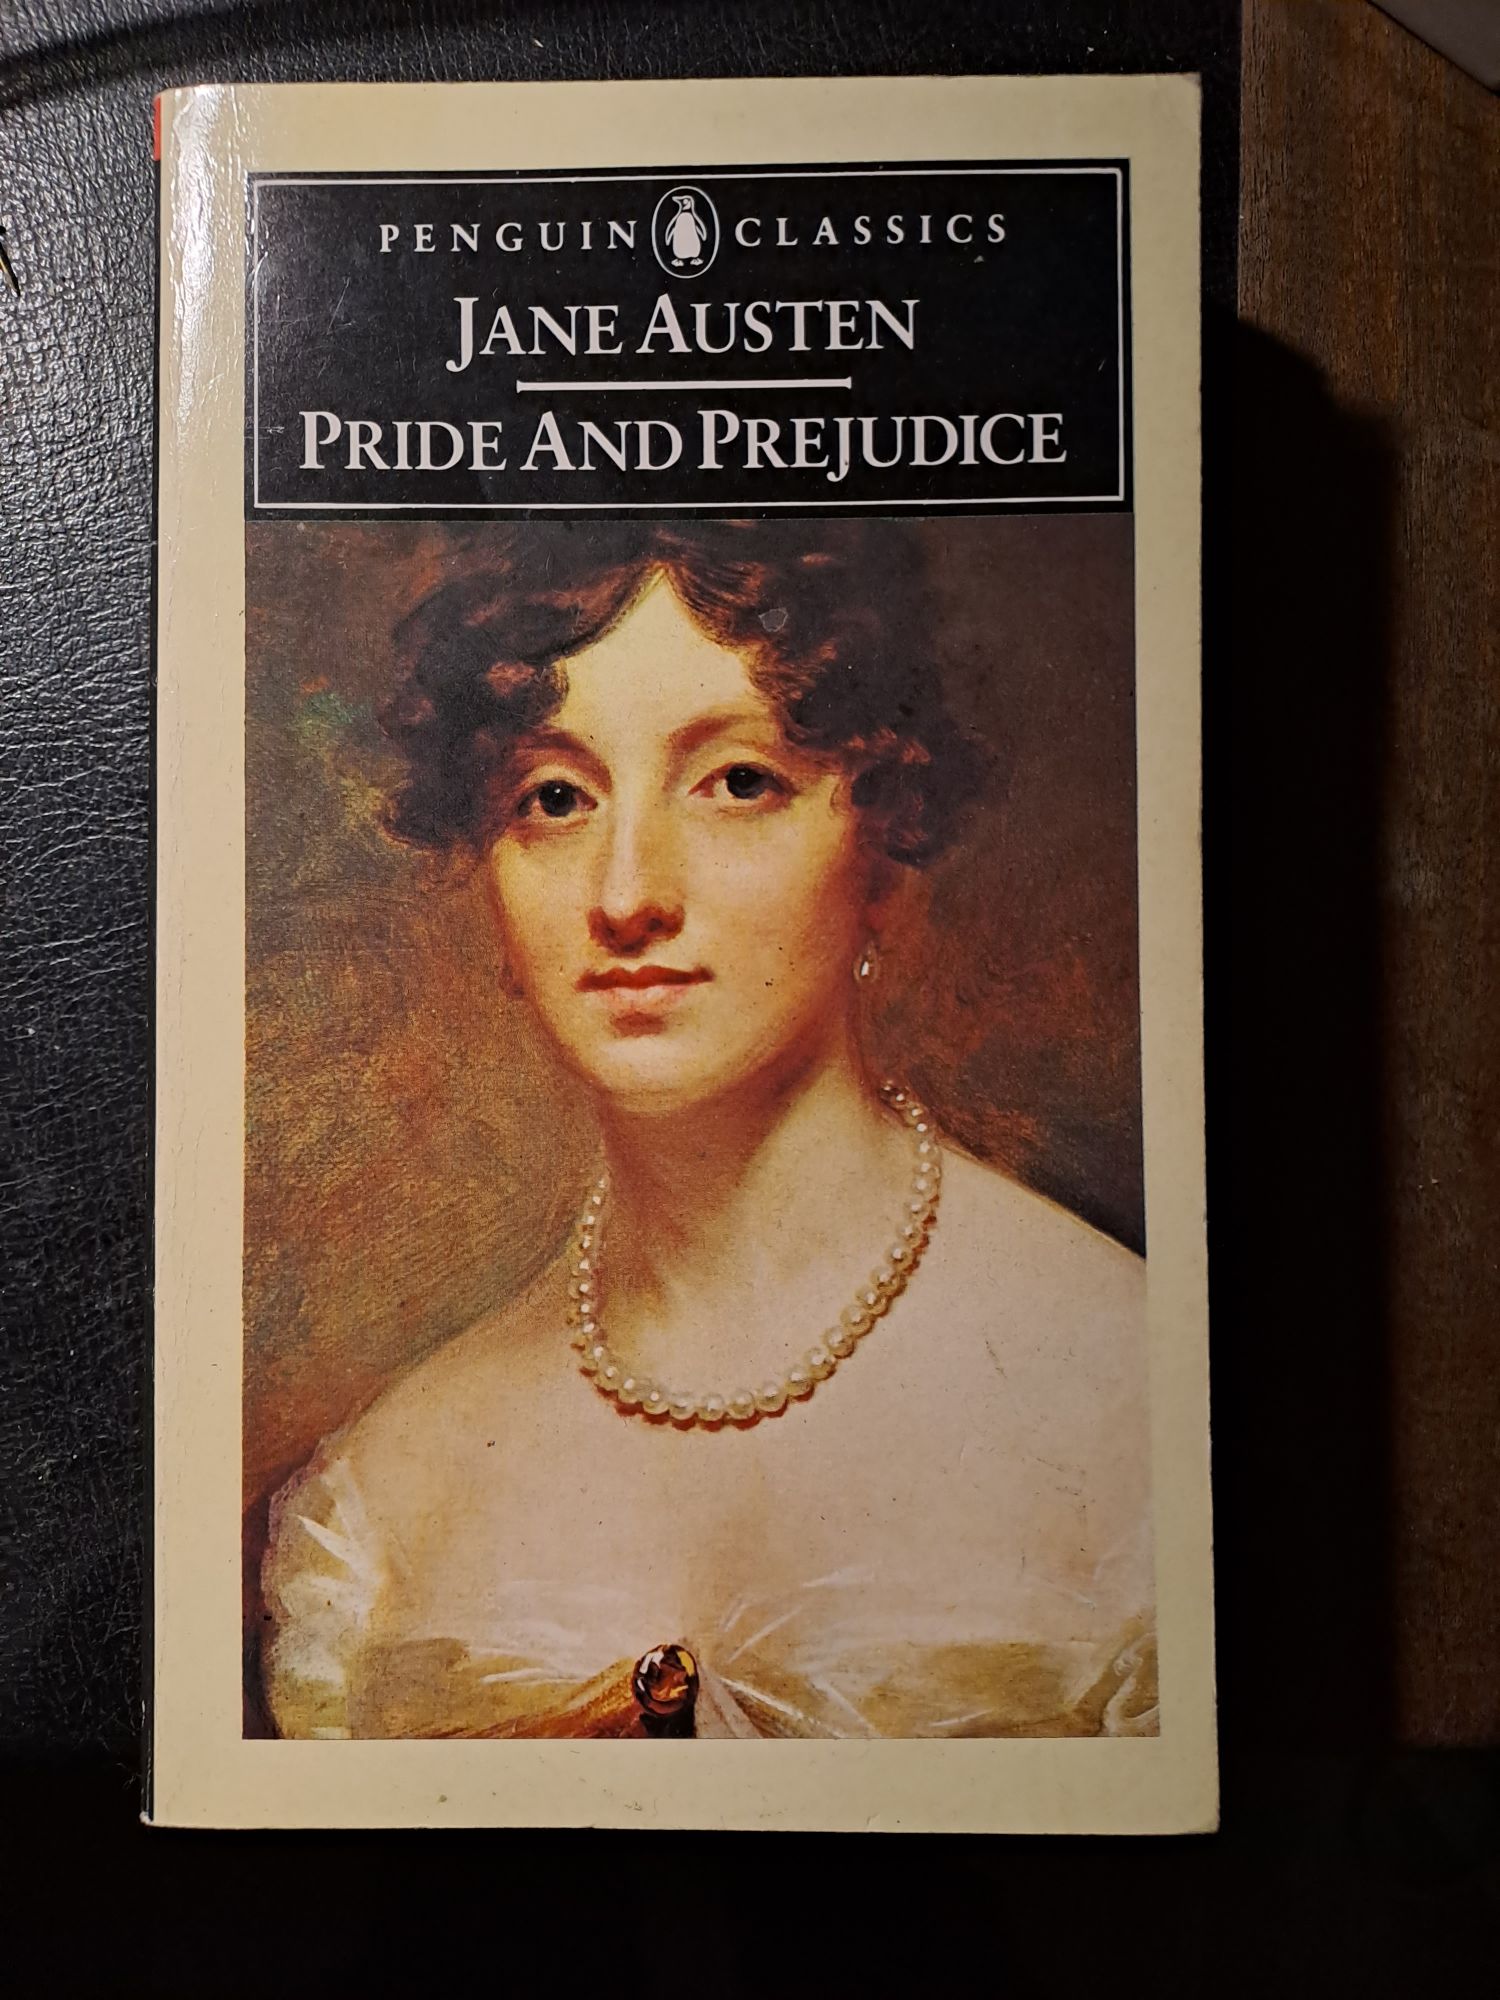 PENGUIN CLASSICS
JANE AUSTEN
PRIDE AND PREJUDICE